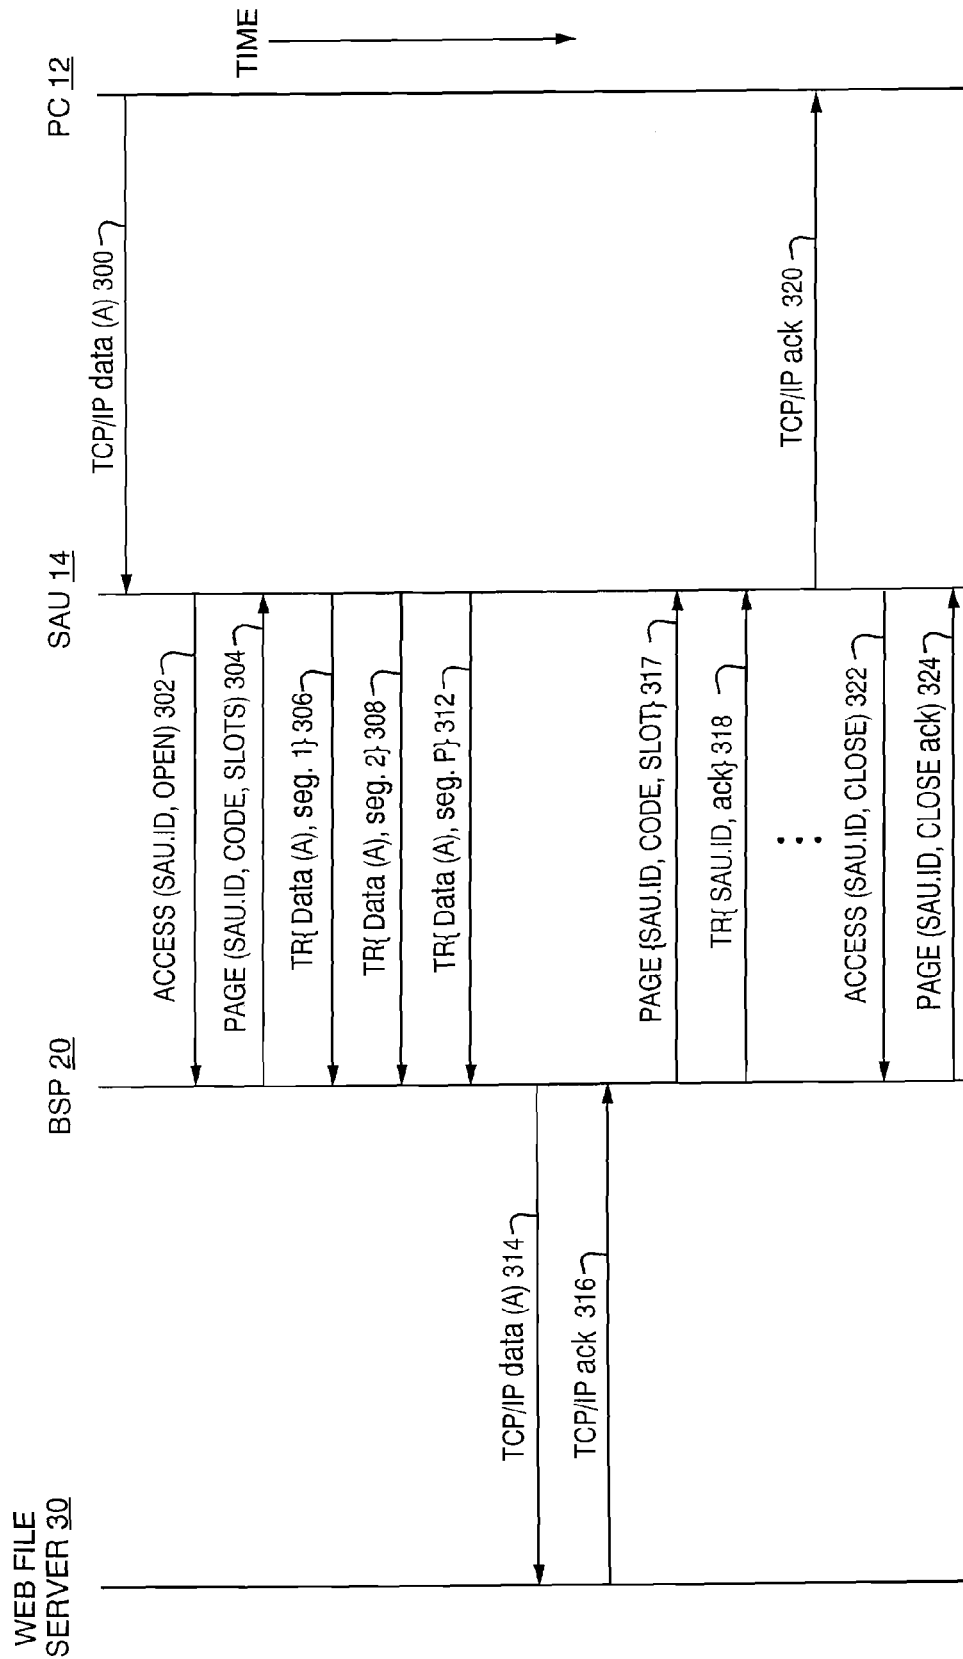 WEB FILE
SERVER 30
BSP 20
SAU 14
PC 12
TIME
TCP/IP data (A) 300
ACCESS (SAU.ID, OPEN) 302
PAGE (SAU.ID, CODE, SLOTS) 304
TR{ Data (A), seg. 1} 306
TR{ Data (A), seg. 2} 308
TR{ Data (A), seg. P} 312
TCP/IP data (A) 314
TCP/IP ack 316
PAGE {SAU.ID, CODE, SLOT} 317
TR{ SAU.ID, ack} 318
TCP/IP ack 320
ACCESS (SAU.ID, CLOSE) 322
PAGE (SAU.ID, CLOSE ack) 324